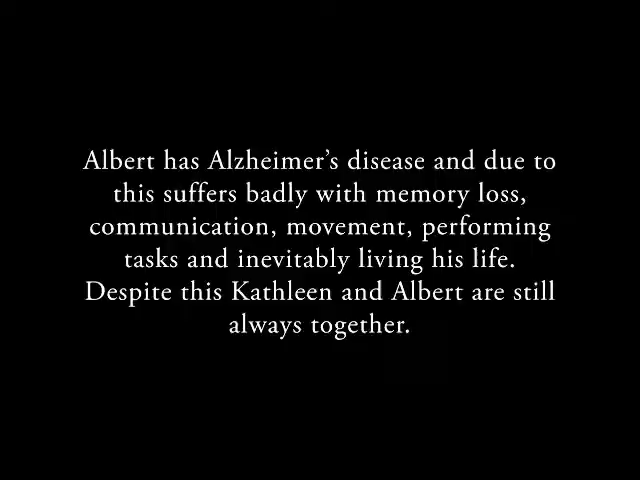 Albert has Alzheimer’s disease and due to
this suffers badly with memory loss,
communication, movement, performing
tasks and inevitably living his life.
Despite this Kathleen and Albert are still
always together.